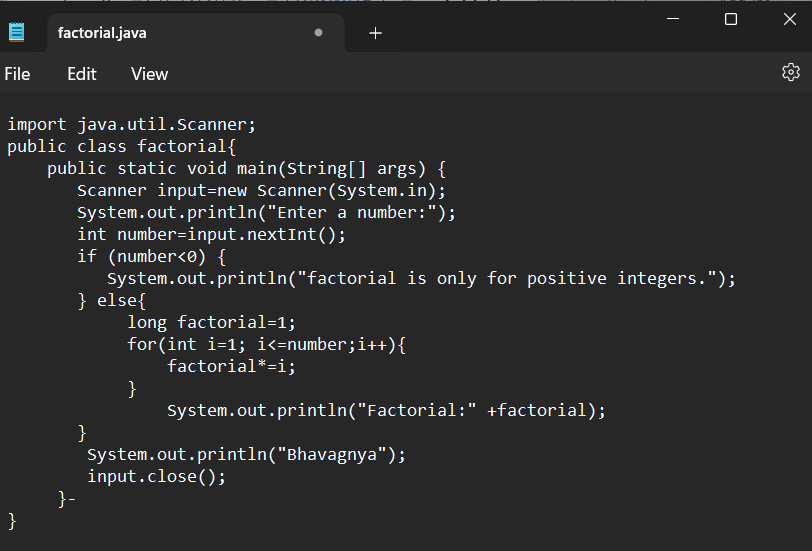 factorial.java
File Edit View
import java.util.Scanner;
public class factorial{
    public static void main(String[] args) {
       Scanner input=new Scanner(System.in);
       System.out.println("Enter a number:");
       int number=input.nextInt();
       if (number<0) {
          System.out.println("factorial is only for positive integers.");
       } else{
            long factorial=1;
            for(int i=1; i<=number;i++){
                factorial*=i;
            }
                System.out.println("Factorial:" +factorial);
       }
        System.out.println("Bhavagnya");
        input.close();
     }-
}